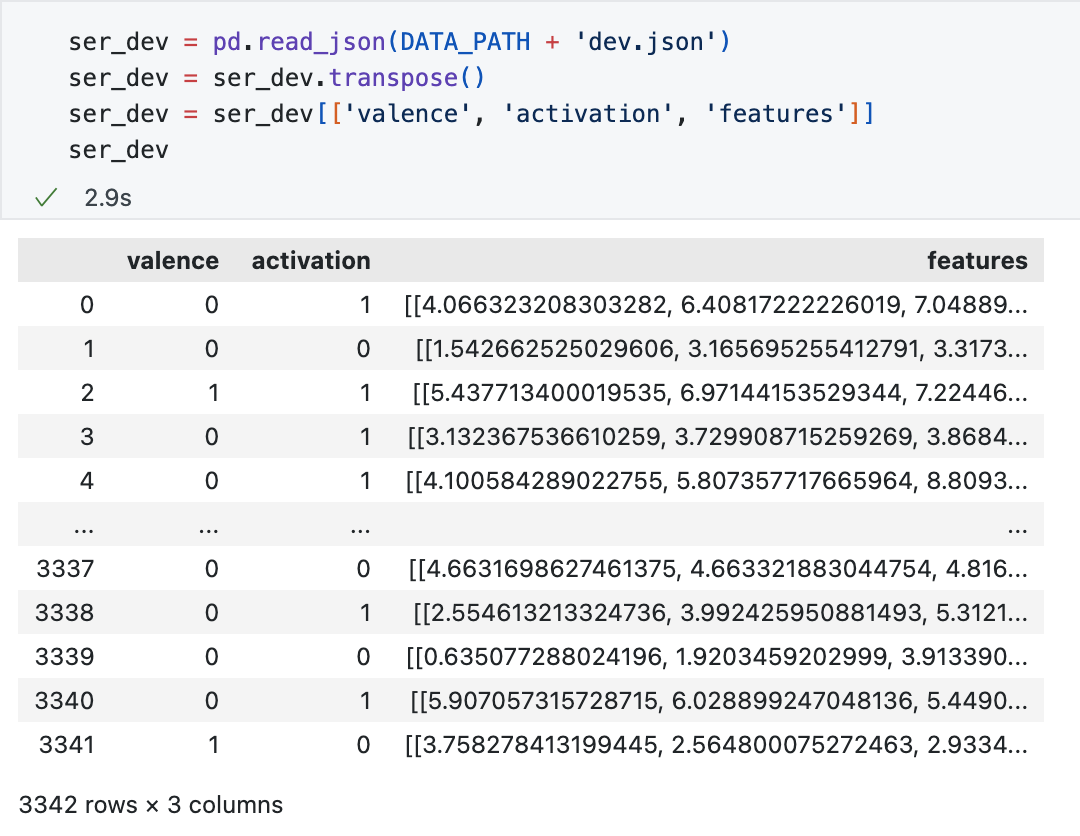 ser_dev = pd.read_json(DATA_PATH + 'dev.json')
ser_dev = ser_dev.transpose()
ser_dev = ser_dev[['valence', 'activation', 'features']]
ser_dev
2.9s
valence activation features
0 0 1 [[4.066323208303282, 6.40817222226019, 7.04889...
1 0 0 [[1.542662525029606, 3.165695255412791, 3.3173...
2 1 1 [[5.437713400019535, 6.97144153529344, 7.22446...
3 0 1 [[3.132367536610259, 3.729908715259269, 3.8684...
4 0 1 [[4.100584289022755, 5.807357717665964, 8.8093...
... ... ... ...
3337 0 0 [[4.6631698627461375, 4.663321883044754, 4.816...
3338 0 1 [[2.554613213324736, 3.992425950881493, 5.3121...
3339 0 0 [[0.635077288024196, 1.9203459202999, 3.913390...
3340 0 1 [[5.907057315728715, 6.028899247048136, 5.4490...
3341 1 0 [[3.758278413199445, 2.564800075272463, 2.9334...
3342 rows × 3 columns